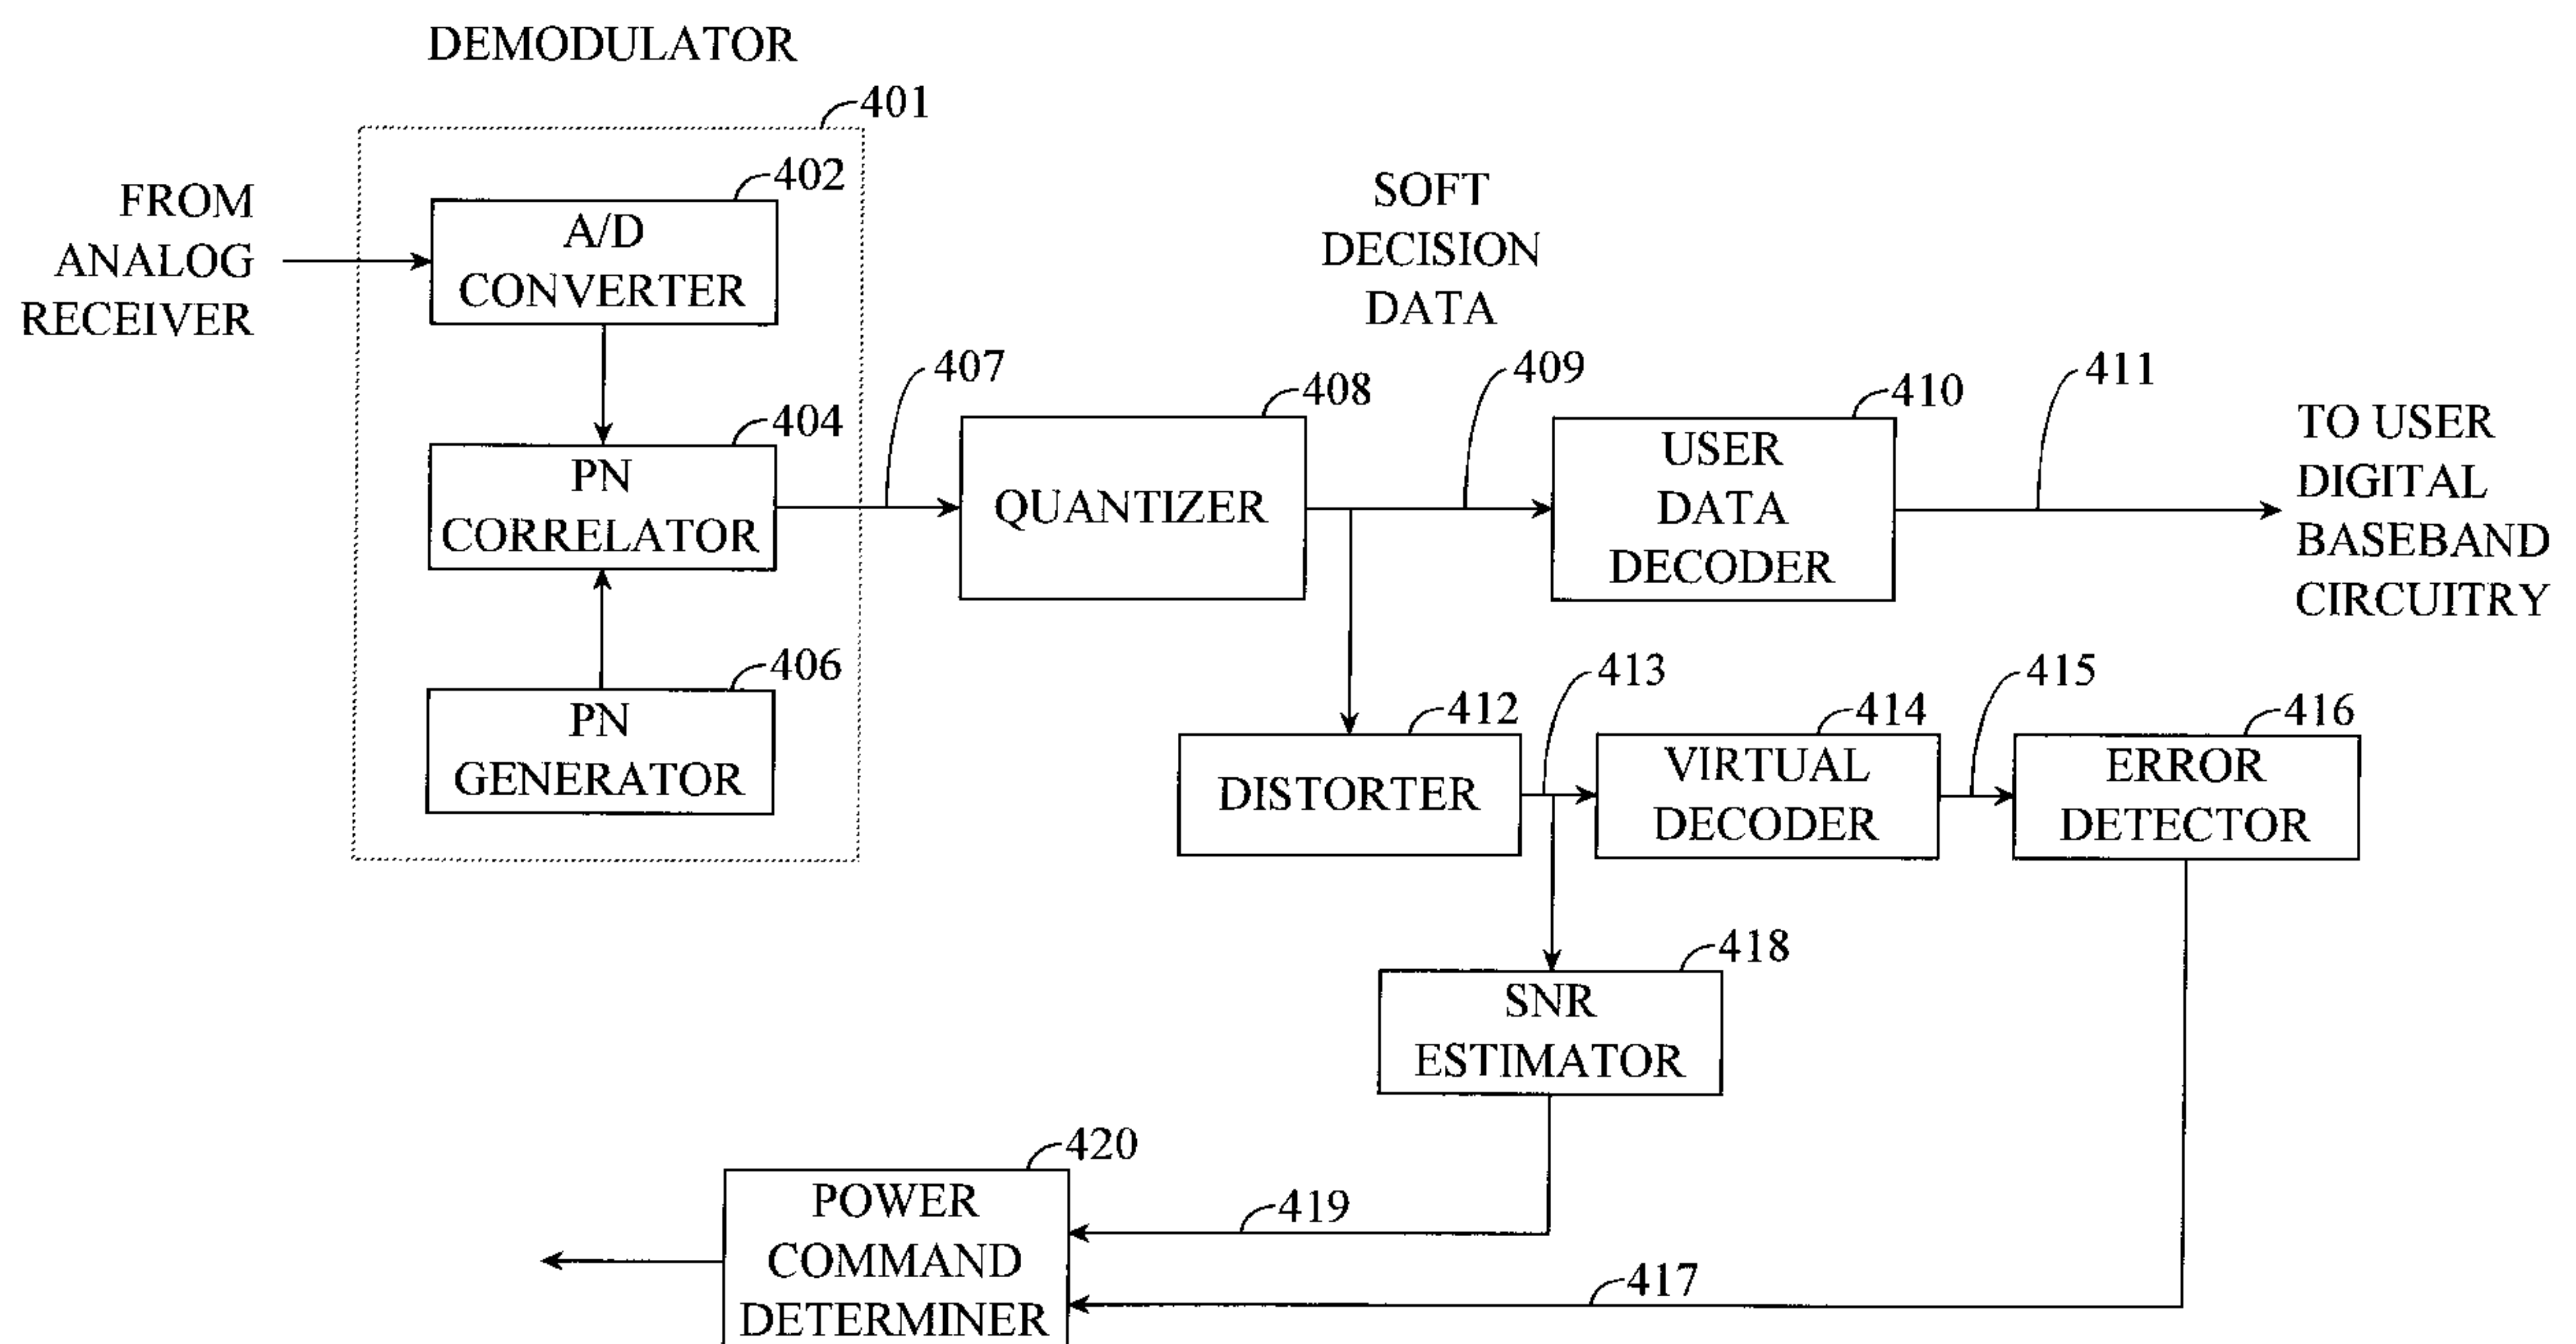 DEMODULATOR
401
FROM
ANALOG
RECEIVER
402
A/D
CONVERTER
404
PN
CORRELATOR
406
PN
GENERATOR
407
408
QUANTIZER
SOFT
DECISION
DATA
409
410
USER
DATA
DECODER
411
TO USER
DIGITAL
BASEBAND
CIRCUITRY
412
DISTORTER
413
414
VIRTUAL
DECODER
415
416
ERROR
DETECTOR
418
SNR
ESTIMATOR
420
POWER
COMMAND
DETERMINER
419
417